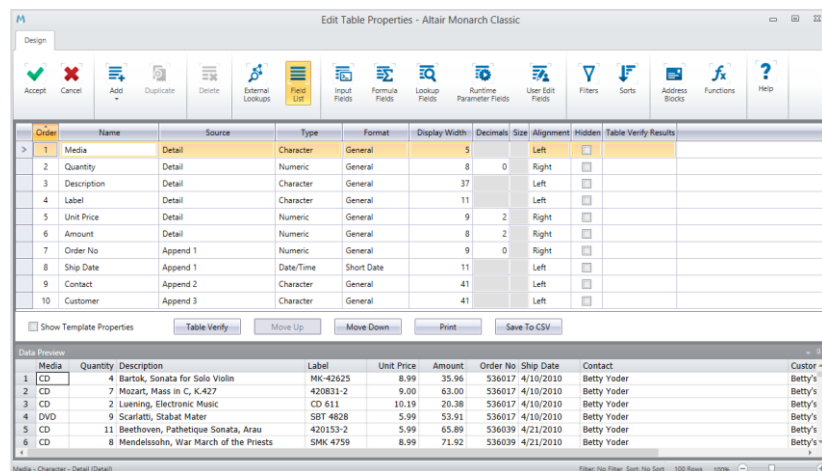 M Edit Table Properties - Altair Monarch Classic
Design
Accept Cancel Add Duplicate Delete External Lookups Field List Input Fields Formula Fields Lookup Fields Runtime Parameter Fields User Edit Fields Filters Sorts Address Blocks Functions Help
Order Name Source Type Format Display Width Decimals Size Alignment Hidden Table Verify Results
> 1 Media Detail Character General 5 Left
2 Quantity Detail Numeric General 8 0 Right
3 Description Detail Character General 37 Left
4 Label Detail Character General 11 Left
5 Unit Price Detail Numeric General 9 2 Right
6 Amount Detail Numeric General 8 2 Right
7 Order No Append 1 Numeric General 9 0 Right
8 Ship Date Append 1 Date/Time Short Date 11 Left
9 Contact Append 2 Character General 41 Left
10 Customer Append 3 Character General 41 Left
Show Template Properties Table Verify Move Up Move Down Print Save To CSV
Data Preview
Media Quantity Description Label Unit Price Amount Order No Ship Date Contact Custor
1 CD 4 Bartok, Sonata for Solo Violin MK-42625 8.99 35.96 536017 4/10/2010 Betty Yoder Betty's
2 CD 7 Mozart, Mass in C, K.427 420831-2 9.00 63.00 536017 4/10/2010 Betty Yoder Betty's
3 CD 2 Luening, Electronic Music CD 611 10.19 20.38 536017 4/10/2010 Betty Yoder Betty's
4 DVD 9 Scarlatti, Stabat Mater SBT 4828 5.99 53.91 536017 4/10/2010 Betty Yoder Betty's
5 CD 11 Beethoven, Pathetique Sonata, Arau 420153-2 5.99 65.89 536039 4/21/2010 Betty Yoder Betty's
6 CD 8 Mendelssohn, War March of the Priests SMK 4759 8.99 71.92 536039 4/21/2010 Betty Yoder Betty's
Media - Character - Detail (Detail) Filter: No Filter Sort: No Sort 100 Rows 100%